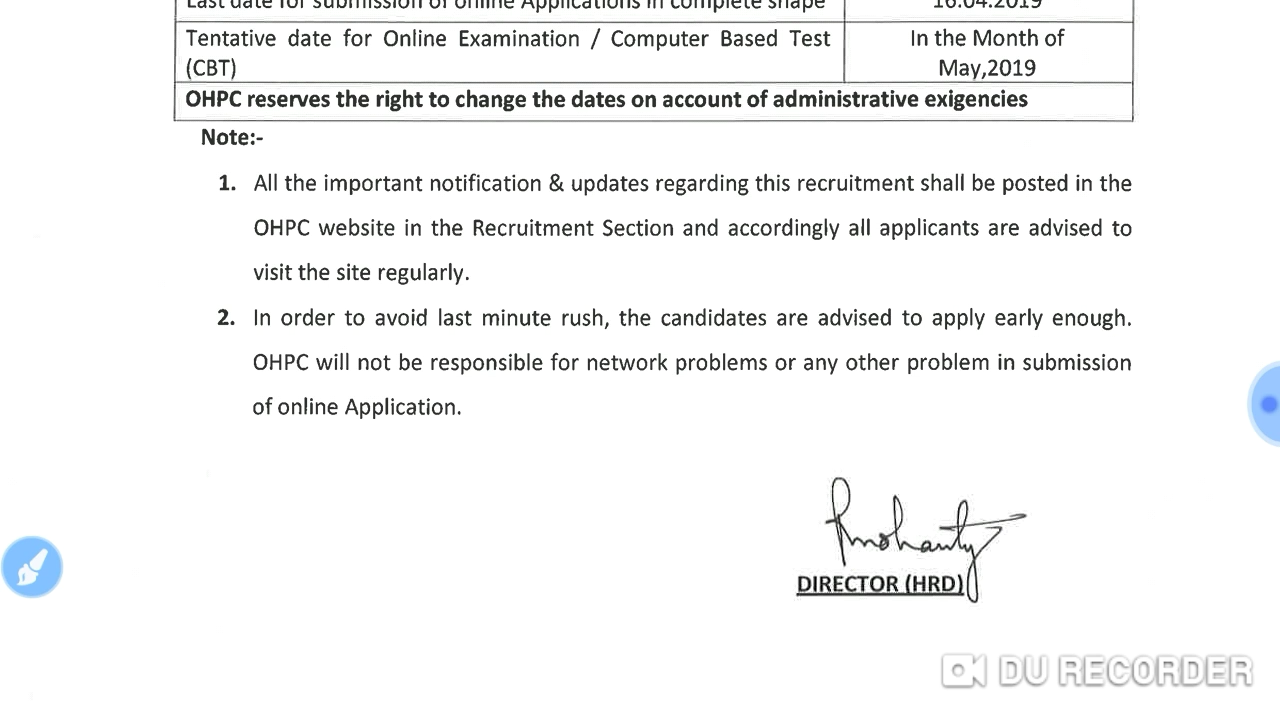 Last date for submission of online Applications in complete shape 16.04.2019
Tentative date for Online Examination / Computer Based Test In the Month of
(CBT) May,2019
OHPC reserves the right to change the dates on account of administrative exigencies
Note:-
1. All the important notification & updates regarding this recruitment shall be posted in the
OHPC website in the Recruitment Section and accordingly all applicants are advised to
visit the site regularly.
2. In order to avoid last minute rush, the candidates are advised to apply early enough.
OHPC will not be responsible for network problems or any other problem in submission
of online Application.
DIRECTOR (HRD)
DU RECORDER